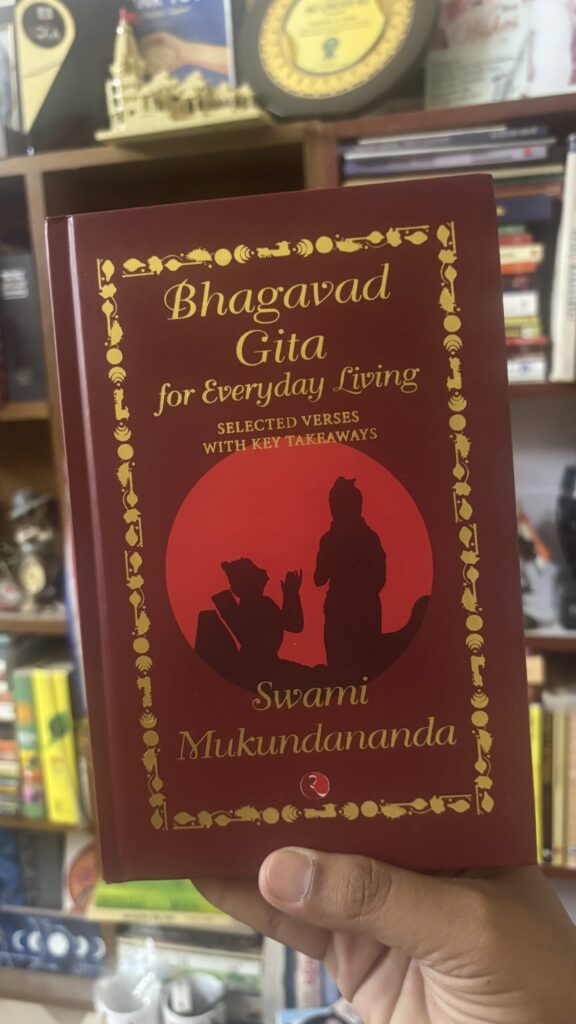 Bhagavad
Gita
for Everyday Living
SELECTED VERSES
WITH KEY TAKEAWAYS
Swami
Mukundananda